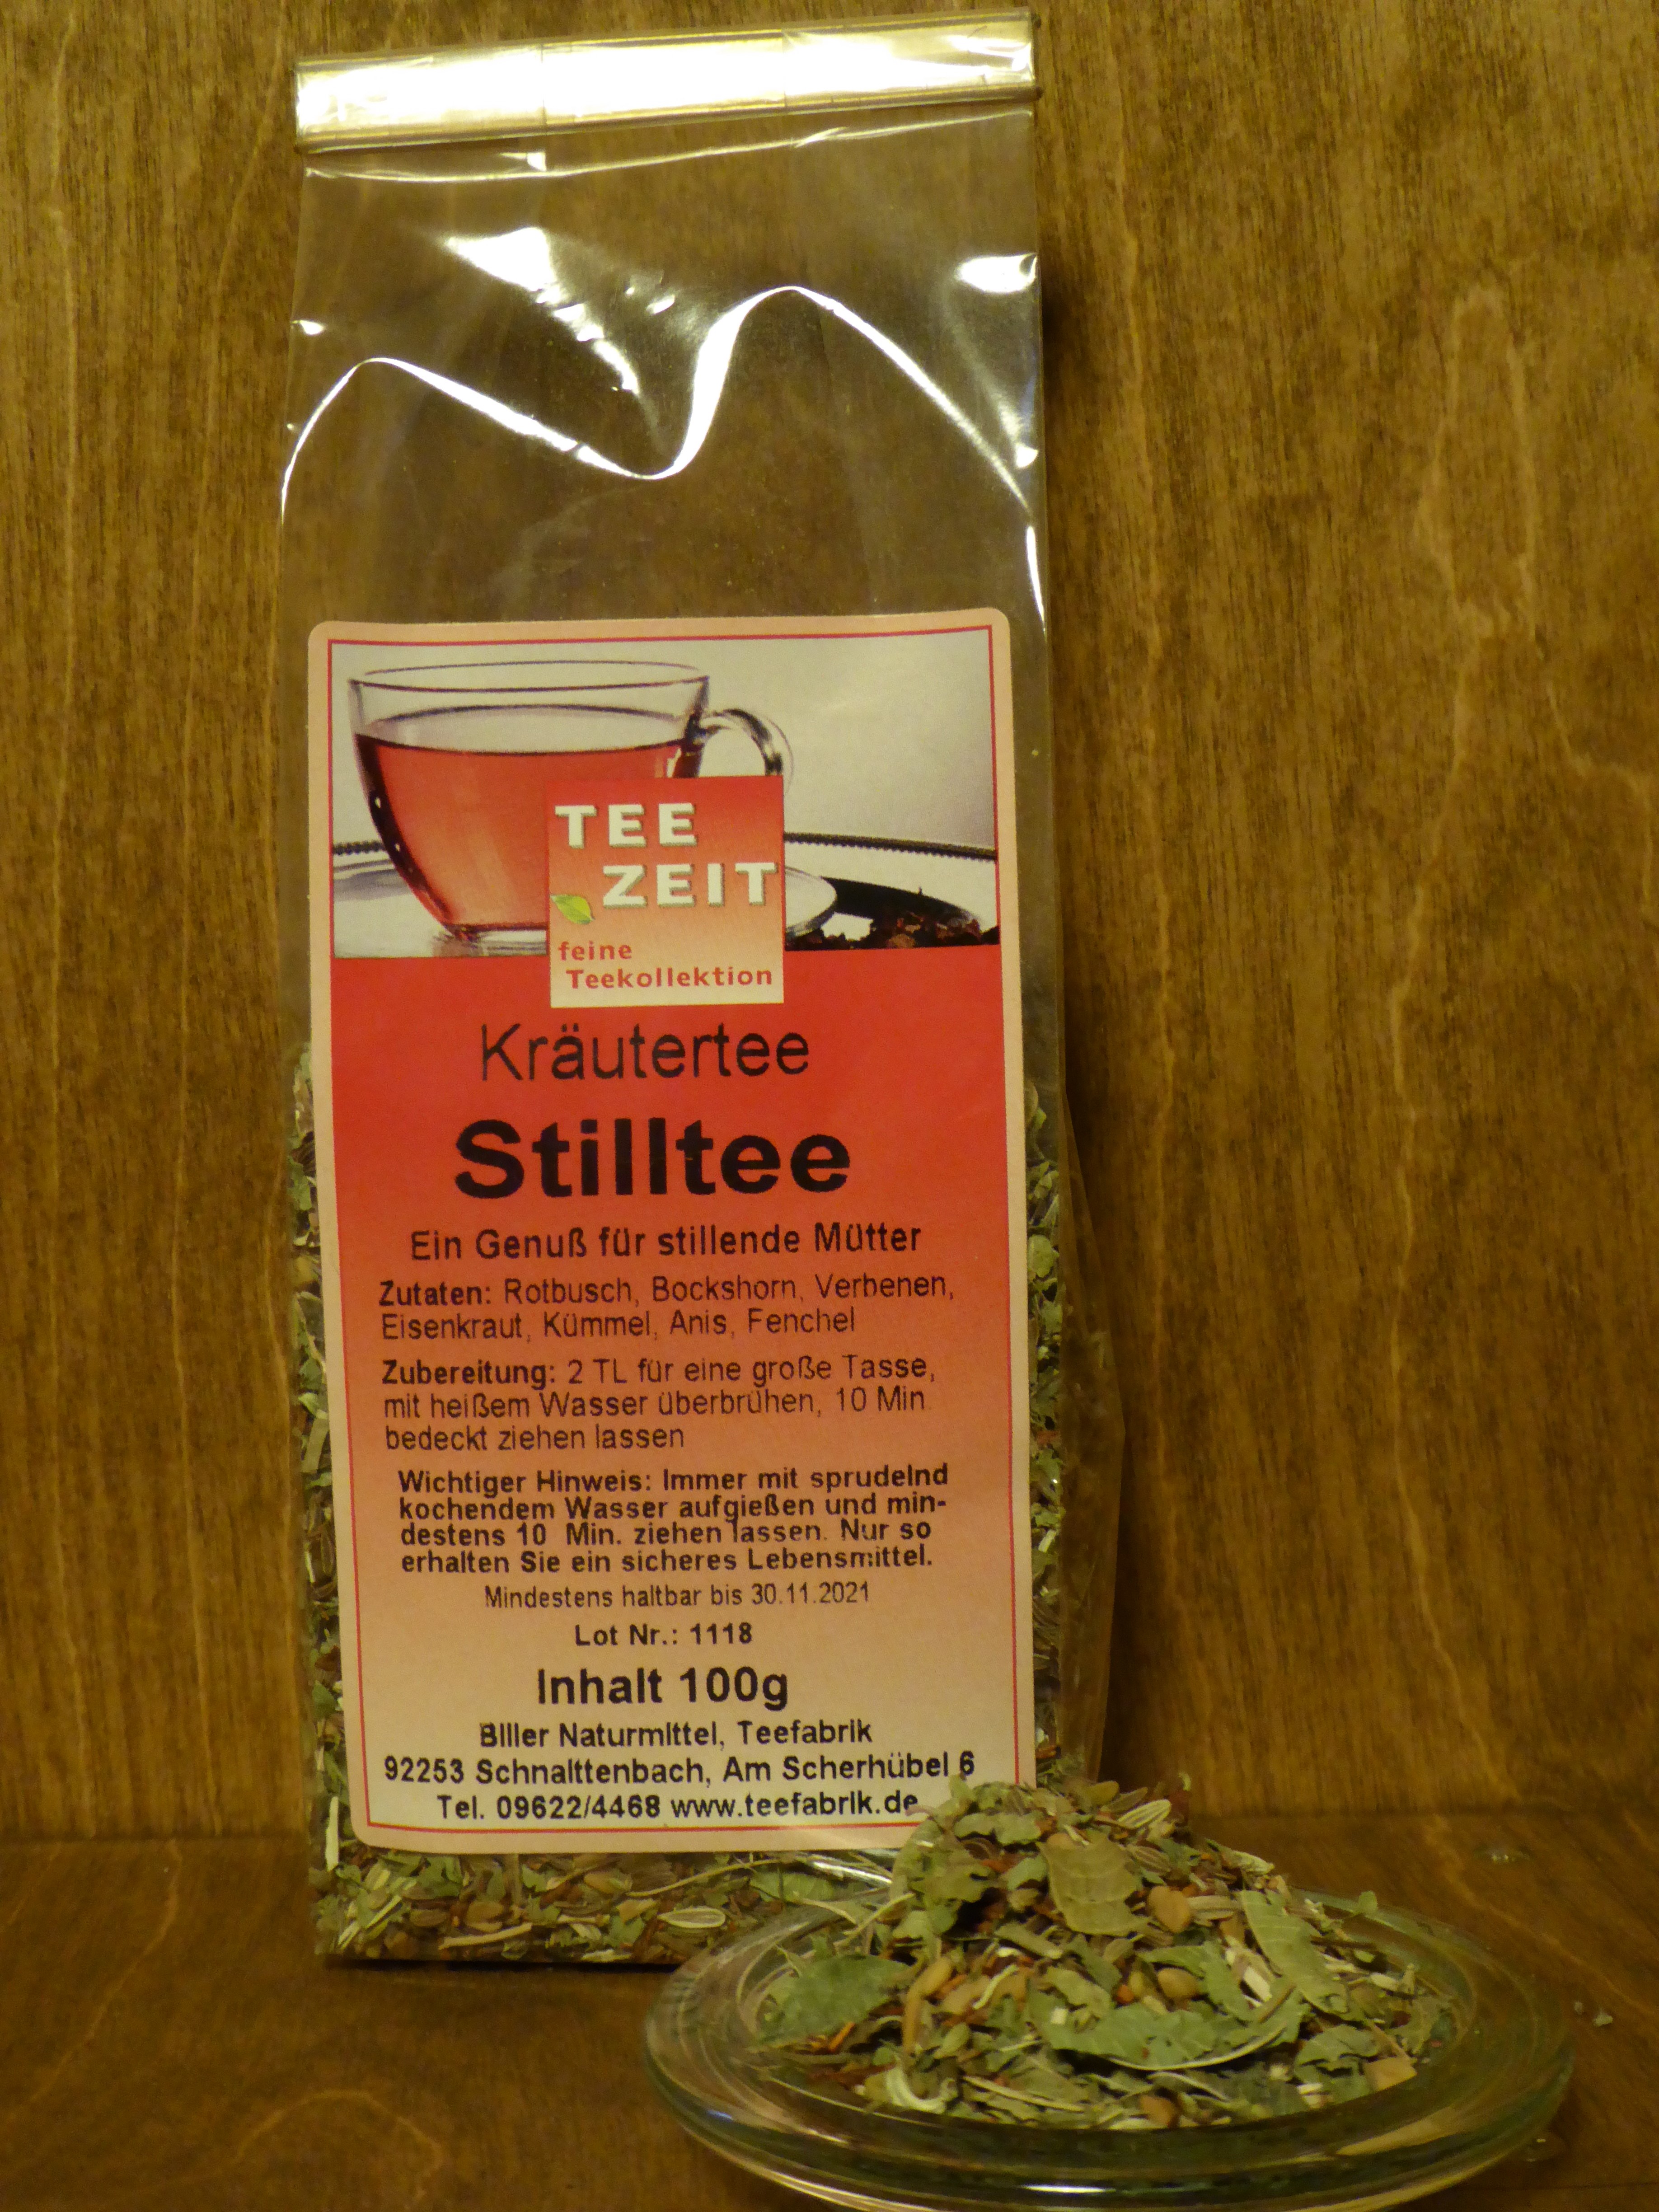 TEE
ZEIT
feine
Teekollektion
Kräutertee
Stilltee
Ein Genuß für stillende Mütter
Zutaten: Rotbusch, Bockshorn, Verbenen,
Eisenkraut, Kümmel, Anis, Fenchel
Zubereitung: 2 TL für eine große Tasse,
mit heißem Wasser überbrühen, 10 Min
bedeckt ziehen lassen
Wichtiger Hinweis: Immer mit sprudelnd
kochendem Wasser aufgießen und min-
destens 10 Min. ziehen lassen. Nur so
erhalten Sie ein sicheres Lebensmittel.
Mindestens haltbar bis 30.11.2021
Lot Nr.: 1118
Inhalt 100g
Biller Naturmittel, Teefabrik
92253 Schnaittenbach, Am Scherhübel 6
Tel. 09622/4468 www.teefabrik.de